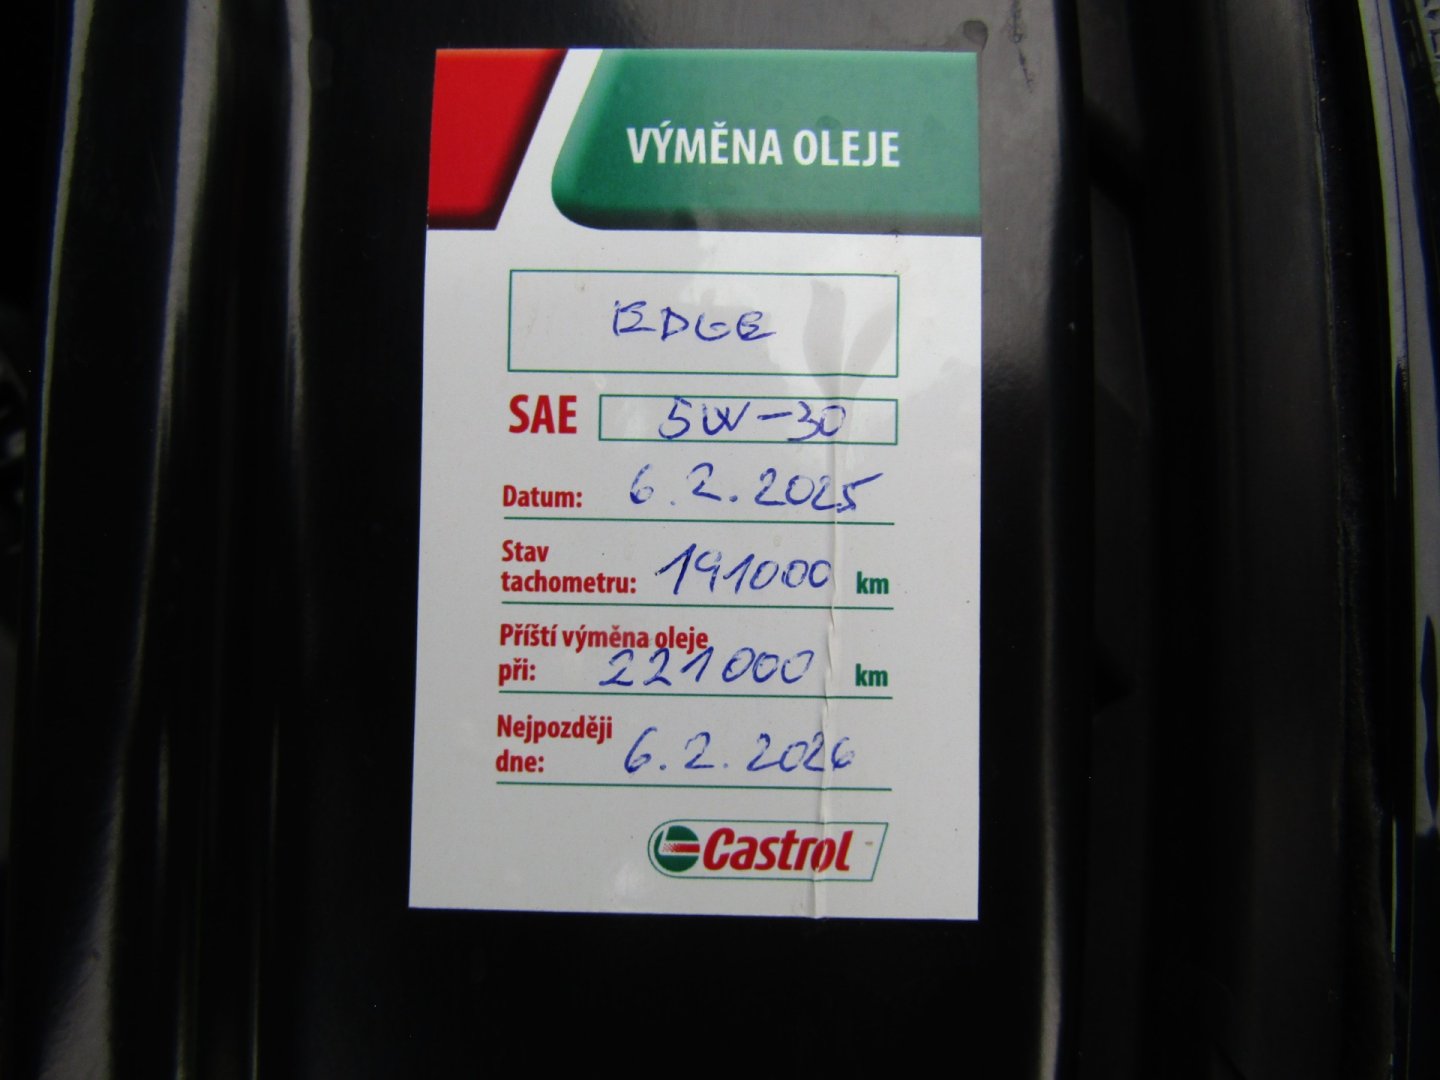 VÝMĚNA OLEJE
EDGE
SAE 5W-30
Datum: 6.2.2025
Stav
tachometru: 191000 km
Příští výměna oleje
při: 221000 km
Nejpozději
dne: 6.2.2026
Castrol